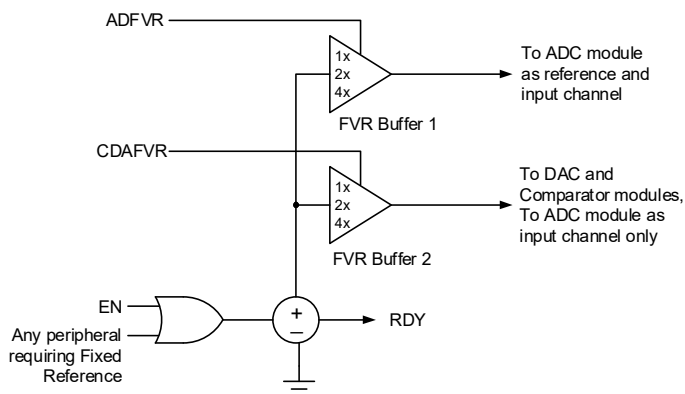 ADFVR
1x
2x
4x
FVR Buffer 1
To ADC module
as reference and
input channel
CDAFVR
1x
2x
4x
FVR Buffer 2
To DAC and
Comparator modules,
To ADC module as
input channel only
EN
Any peripheral
requiring Fixed
Reference
+
−
RDY